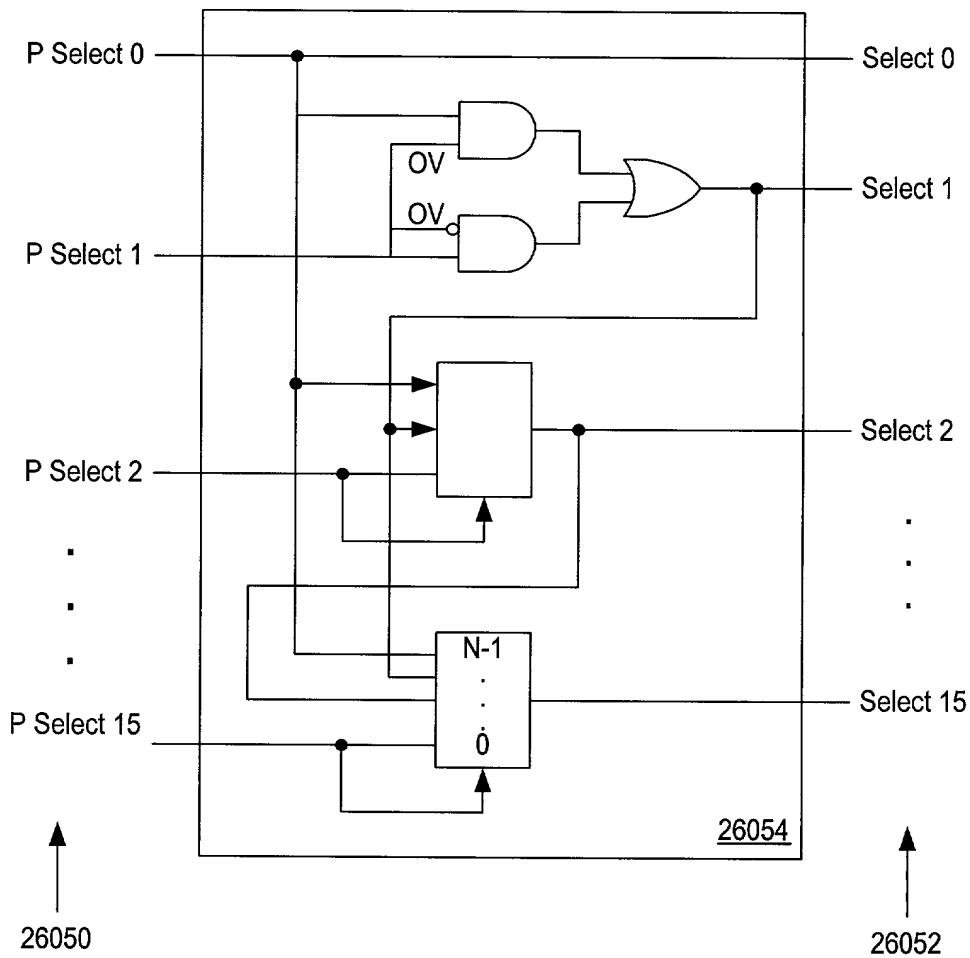 P Select 0
Select 0
OV
Select 1
OV
P Select 1
Select 2
P Select 2
N-1
0
Select 15
P Select 15
26054
26050
26052